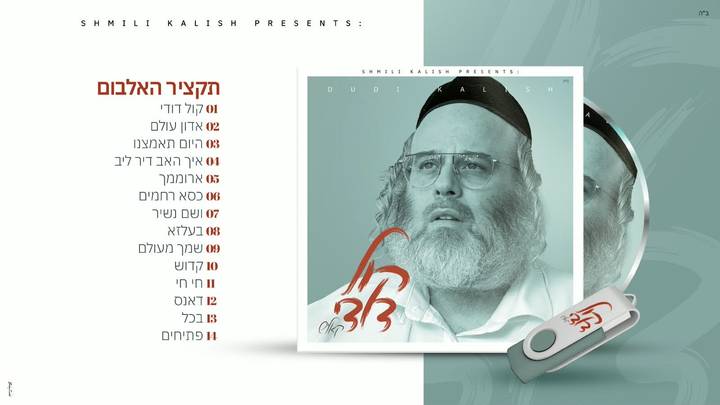 SHMILI KALISH PRESENTS:
ב"ה
תקציר האלבום
01 קול דודי
02 אדון עולם
03 היום תאמצנו
04 איך האב דיר ליב
05 ארוממך
06 כסא רחמים
07 ושם נשיר
08 בעלזא
09 שמך מעולם
10 קדוש
11 חי חי
12 דאנס
13 בכל
14 פתיחים
SHMILI KALISH PRESENTS:
DUDI KALISH
קול
דודי
קאליש